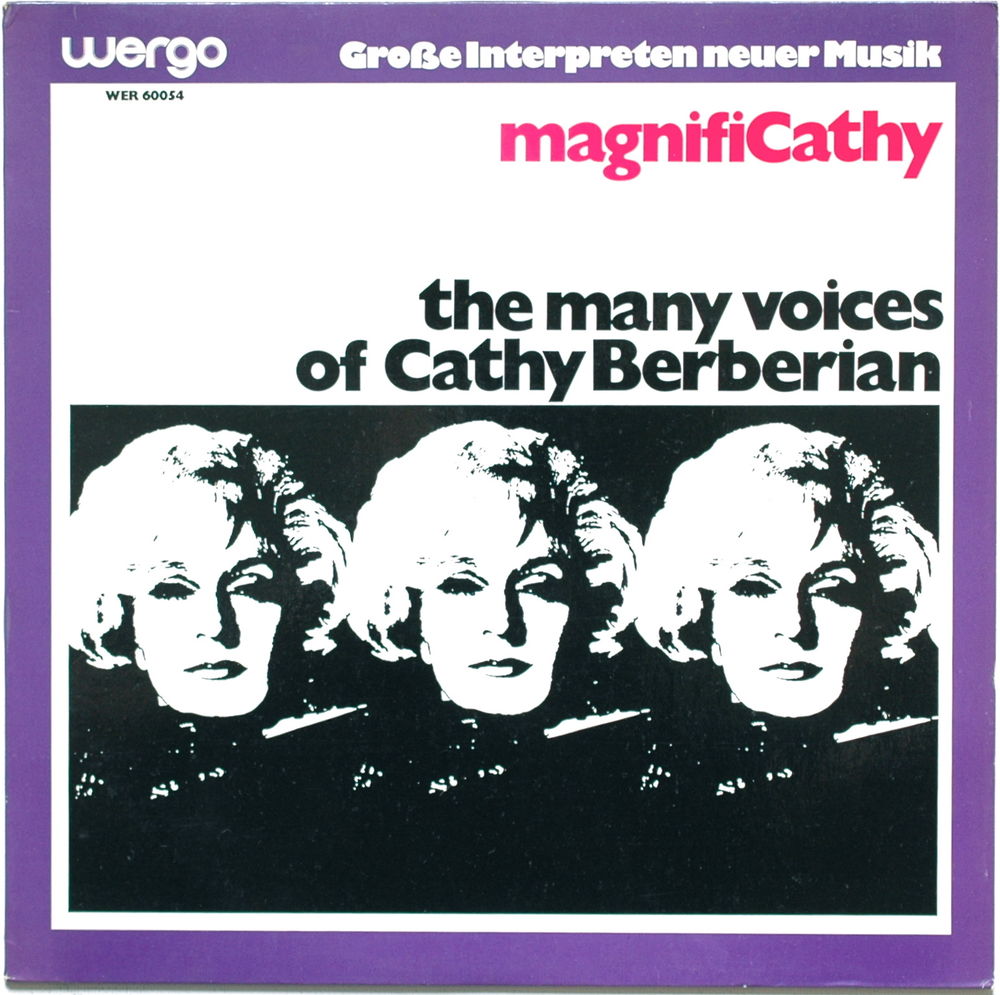 wergo
Große Interpreten neuer Musik
WER 60054
magnifiCathy
the many voices
of Cathy Berberian